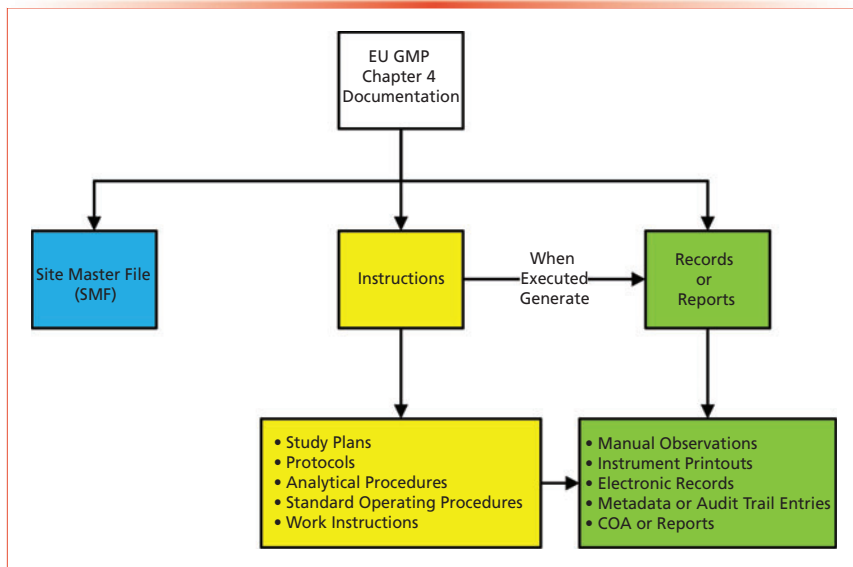 EU GMP
Chapter 4
Documentation
Site Master File
(SMF)
Instructions
When
Executed
Generate
Records
or
Reports
• Study Plans
• Protocols
• Analytical Procedures
• Standard Operating Procedures
• Work Instructions
• Manual Observations
• Instrument Printouts
• Electronic Records
• Metadata or Audit Trail Entries
• COA or Reports